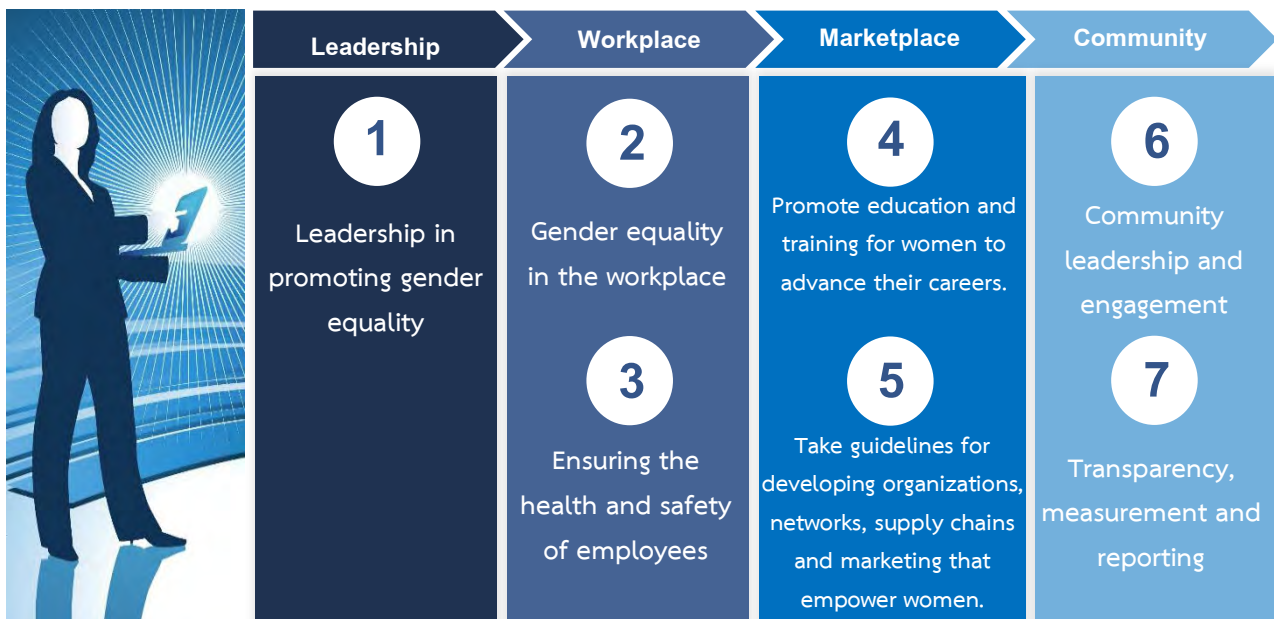 Leadership
Workplace
Marketplace
Community
1
Leadership in
promoting gender
equality
2
Gender equality
in the workplace
3
Ensuring the
health and safety
of employees
4
Promote education and
training for women to
advance their careers.
5
Take guidelines for
developing organizations,
networks, supply chains
and marketing that
empower women.
6
Community
leadership and
engagement
7
Transparency,
measurement and
reporting